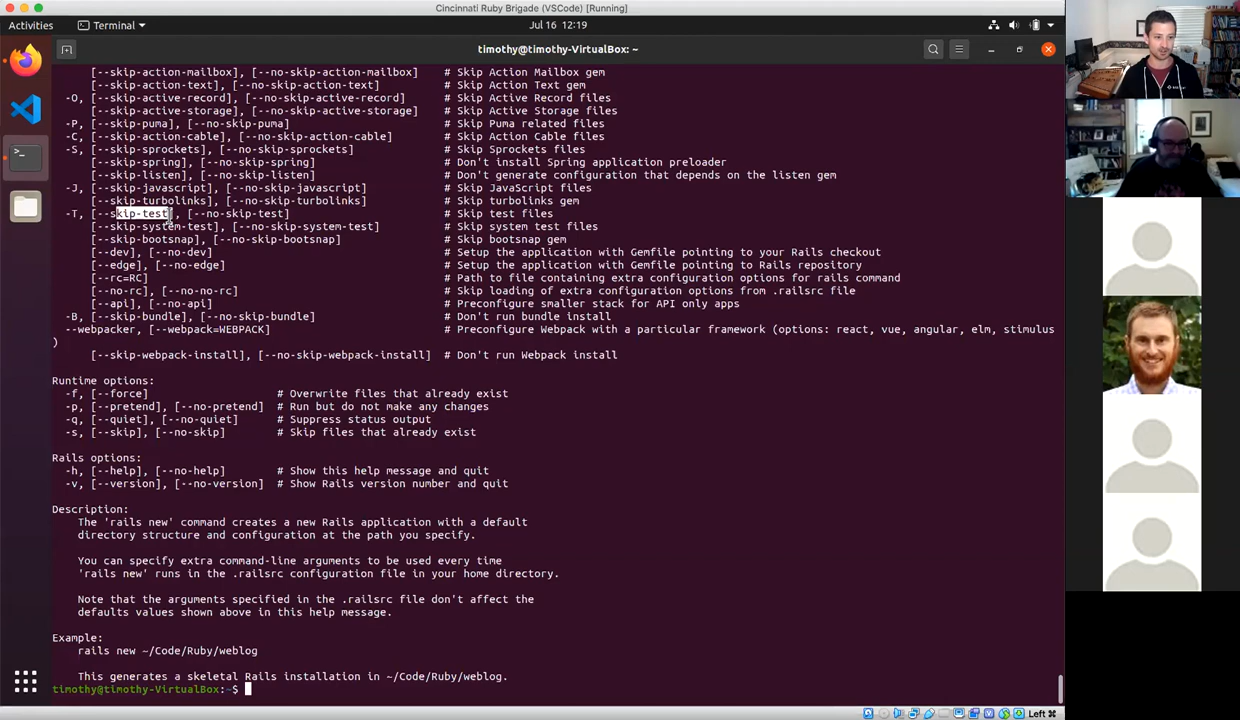 Cincinnati Ruby Brigade (VSCode) [Running]
Activities
Terminal
Jul 16 12:19
timothy@timothy-VirtualBox: ~
[--skip-action-mailbox], [--no-skip-action-mailbox] # Skip Action Mailbox gem
[--skip-action-text], [--no-skip-action-text] # Skip Action Text gem
-O, [--skip-active-record], [--no-skip-active-record] # Skip Active Record files
[--skip-active-storage], [--no-skip-active-storage] # Skip Active Storage files
-P, [--skip-puma], [--no-skip-puma] # Skip Puma related files
-C, [--skip-action-cable], [--no-skip-action-cable] # Skip Action Cable files
-S, [--skip-sprockets], [--no-skip-sprockets] # Skip Sprockets files
[--skip-spring], [--no-skip-spring] # Don't install Spring application preloader
[--skip-listen], [--no-skip-listen] # Don't generate configuration that depends on the listen gem
-J, [--skip-javascript], [--no-skip-javascript] # Skip JavaScript files
[--skip-turbolinks], [--no-skip-turbolinks] # Skip turbolinks gem
-T, [--skip-test], [--no-skip-test] # Skip test files
[--skip-system-test], [--no-skip-system-test] # Skip system test files
[--skip-bootsnap], [--no-skip-bootsnap] # Skip bootsnap gem
[--dev], [--no-dev] # Setup the application with Gemfile pointing to your Rails checkout
[--edge], [--no-edge] # Setup the application with Gemfile pointing to Rails repository
[--rc=RC] # Path to file containing extra configuration options for rails command
[--no-rc], [--no-no-rc] # Skip loading of extra configuration options from .railsrc file
[--api], [--no-api] # Preconfigure smaller stack for API only apps
-B, [--skip-bundle], [--no-skip-bundle] # Don't run bundle install
--webpacker, [--webpack=WEBPACK] # Preconfigure Webpack with a particular framework (options: react, vue, angular, elm, stimulus
)
[--skip-webpack-install], [--no-skip-webpack-install] # Don't run Webpack install
Runtime options:
-f, [--force] # Overwrite files that already exist
-p, [--pretend], [--no-pretend] # Run but do not make any changes
-q, [--quiet], [--no-quiet] # Suppress status output
-s, [--skip], [--no-skip] # Skip files that already exist
Rails options:
-h, [--help], [--no-help] # Show this help message and quit
-v, [--version], [--no-version] # Show Rails version number and quit
Description:
The 'rails new' command creates a new Rails application with a default
directory structure and configuration at the path you specify.
You can specify extra command-line arguments to be used every time
'rails new' runs in the .railsrc configuration file in your home directory.
Note that the arguments specified in the .railsrc file don't affect the
defaults values shown above in this help message.
Example:
rails new ~/Code/Ruby/weblog
This generates a skeletal Rails installation in ~/Code/Ruby/weblog.
timothy@timothy-VirtualBox:~$
Left ⌘